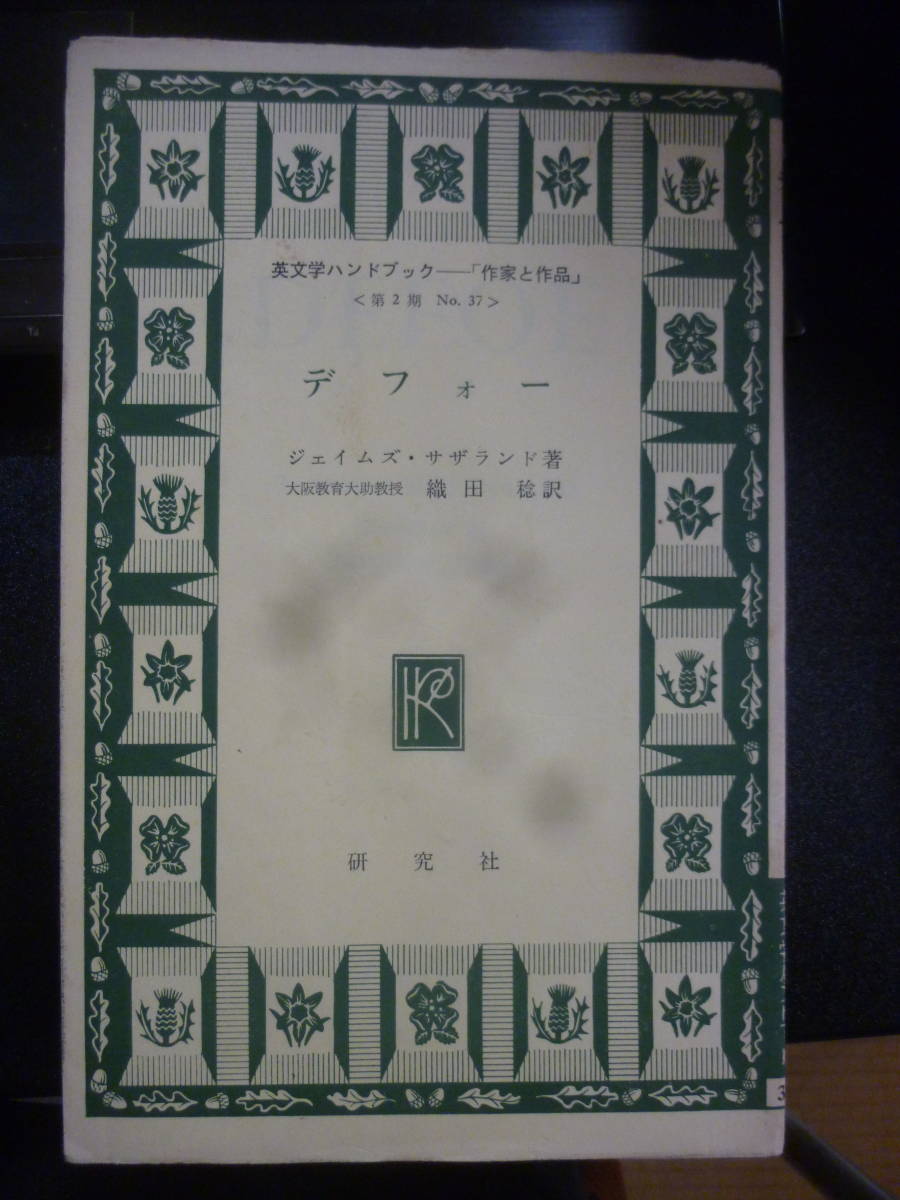 英文学ハンドブック――「作家と作品」
<第2期 No. 37>
デフォー
ジェイムズ・サザランド著
大阪教育大助教授 織田 稔訳
研究社
3